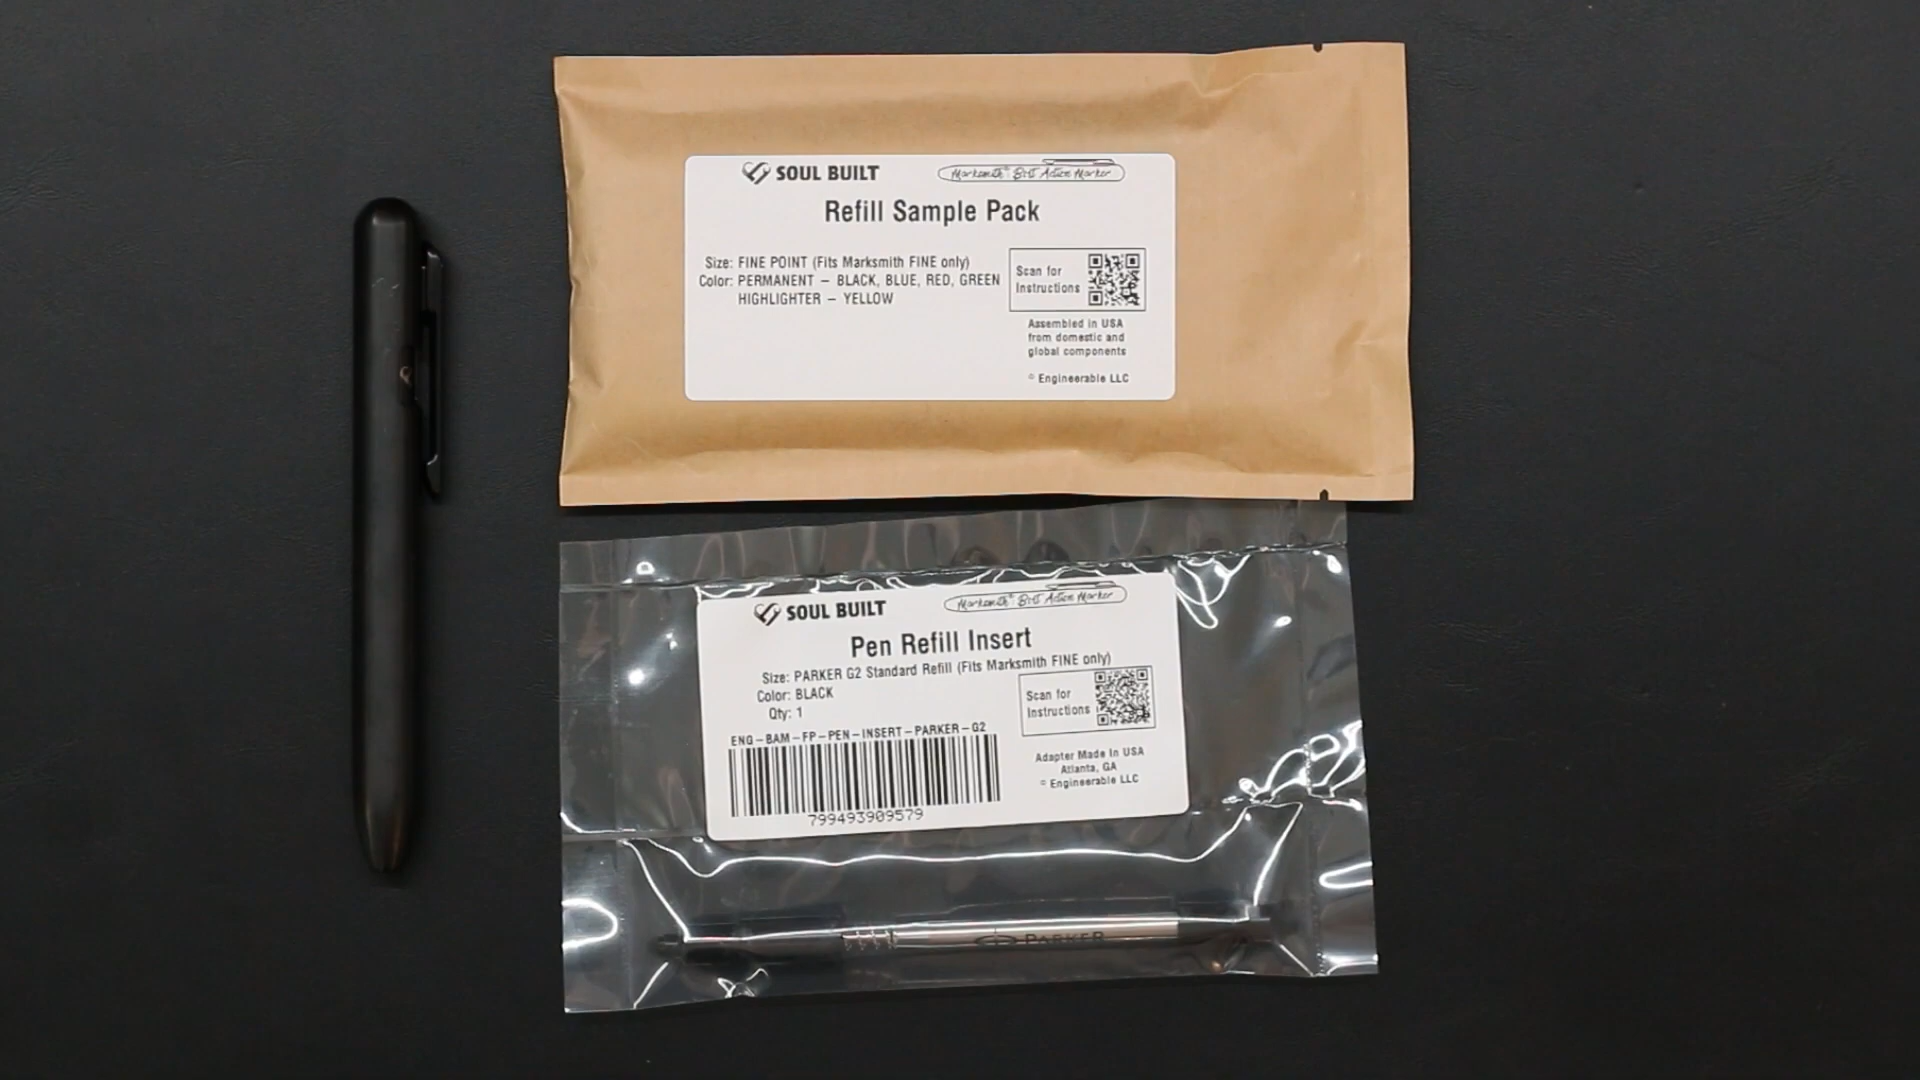 SOUL BUILT
Marksmith® Bolt Action Marker
Refill Sample Pack
Size: FINE POINT (Fits Marksmith FINE only)
Color: PERMANENT – BLACK, BLUE, RED, GREEN
HIGHLIGHTER – YELLOW
Scan for
Instructions
Assembled in USA
from domestic and
global components
© Engineerable LLC
SOUL BUILT
Marksmith® Bolt Action Marker
Pen Refill Insert
Size: PARKER G2 Standard Refill (Fits Marksmith FINE only)
Color: BLACK
Qty: 1
Scan for
Instructions
ENG–BAM–FP–PEN–INSERT–PARKER–G2
799493909579
Adapter Made in USA
Atlanta, GA
© Engineerable LLC
PARKER